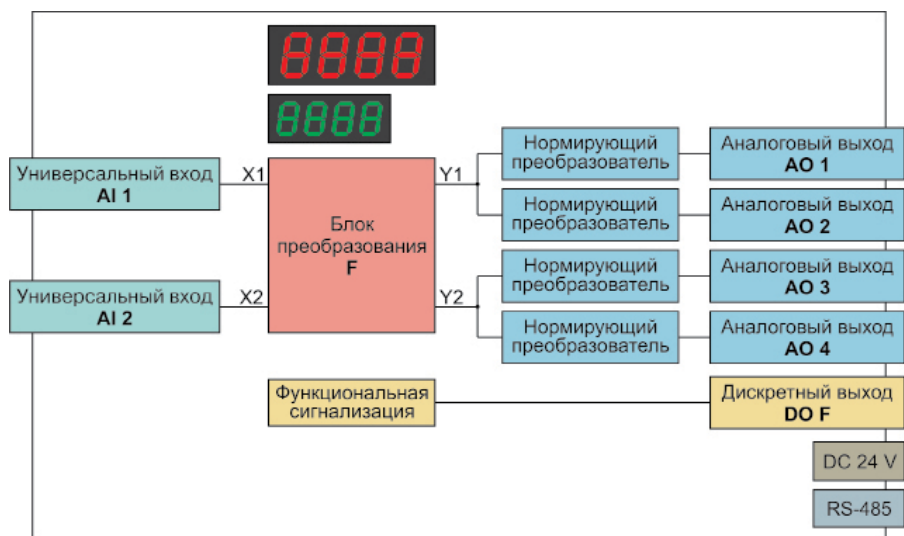 8888
8888
Универсальный вход
AI 1
X1
Y1
Нормирующий
преобразователь
Аналоговый выход
AO 1
Блок
преобразования
F
Нормирующий
преобразователь
Аналоговый выход
AO 2
Универсальный вход
AI 2
X2
Y2
Нормирующий
преобразователь
Аналоговый выход
AO 3
Нормирующий
преобразователь
Аналоговый выход
AO 4
Функциональная
сигнализация
Дискретный выход
DO F
DC 24 V
RS-485